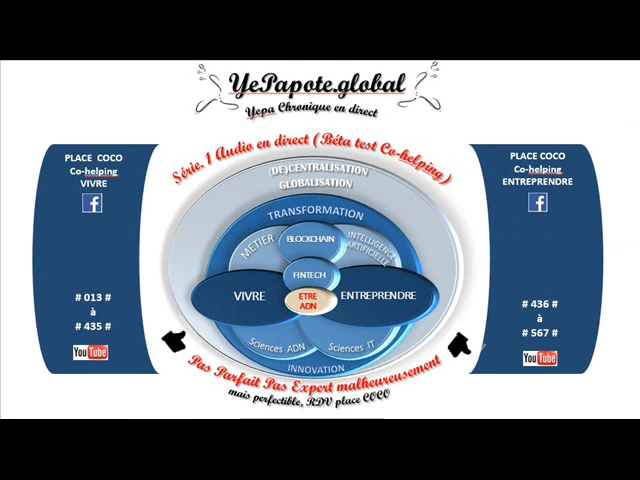 YePapote.global
Yepa Chronique en direct
Série, 1 Audio en direct (Béta test Co-helping)
PLACE COCO
Co-helping
VIVRE
# 013 #
à
# 435 #
YouTube
(DE)CENTRALISATION
GLOBALISATION
TRANSFORMATION
METIER
BLOCKCHAIN
INTELLIGENCE
ARTIFICIELLE
FINTECH
VIVRE
ETRE
ADN
ENTREPRENDRE
Sciences ADN
Sciences IT
INNOVATION
PLACE COCO
Co-helping
ENTREPRENDRE
# 436 #
à
# 567 #
YouTube
Pas Parfait Pas Expert malheureusement
mais perfectible, RDV place COCO